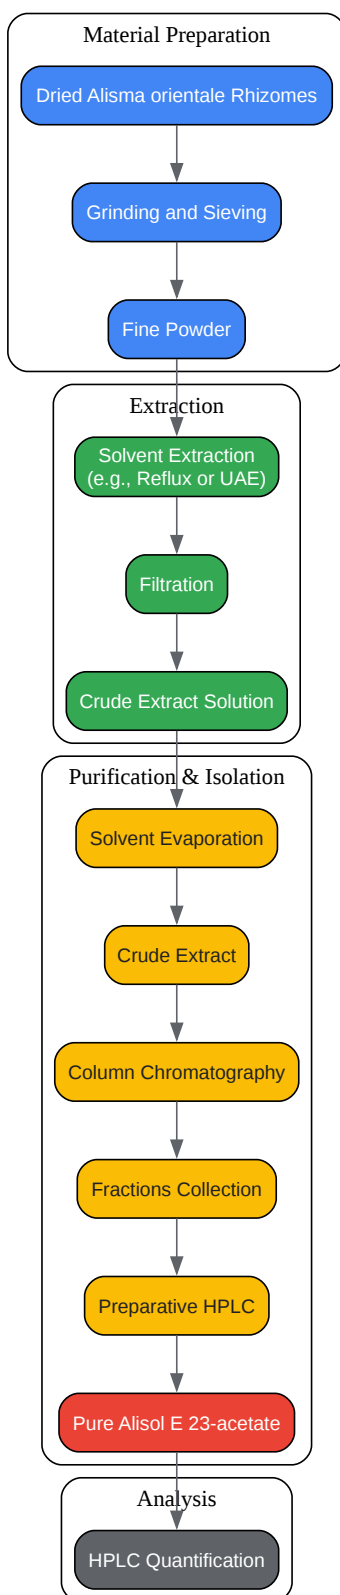 Material Preparation
Dried Alisma orientale Rhizomes
Grinding and Sieving
Fine Powder
Extraction
Solvent Extraction
(e.g., Reflux or UAE)
Filtration
Crude Extract Solution
Purification & Isolation
Solvent Evaporation
Crude Extract
Column Chromatography
Fractions Collection
Preparative HPLC
Pure Alisol E 23-acetate
Analysis
HPLC Quantification